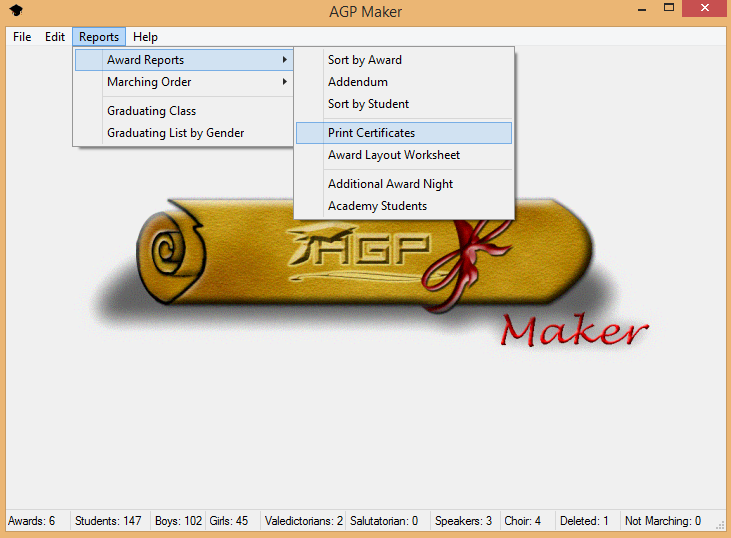 AGP Maker
File Edit Reports Help
Award Reports
Marching Order
Graduating Class
Graduating List by Gender
Sort by Award
Addendum
Sort by Student
Print Certificates
Award Layout Worksheet
Additional Award Night
Academy Students
AGP
Maker
Awards: 6 Students: 147 Boys: 102 Girls: 45 Valedictorians: 2 Salutatorian: 0 Speakers: 3 Choir: 4 Deleted: 1 Not Marching: 0